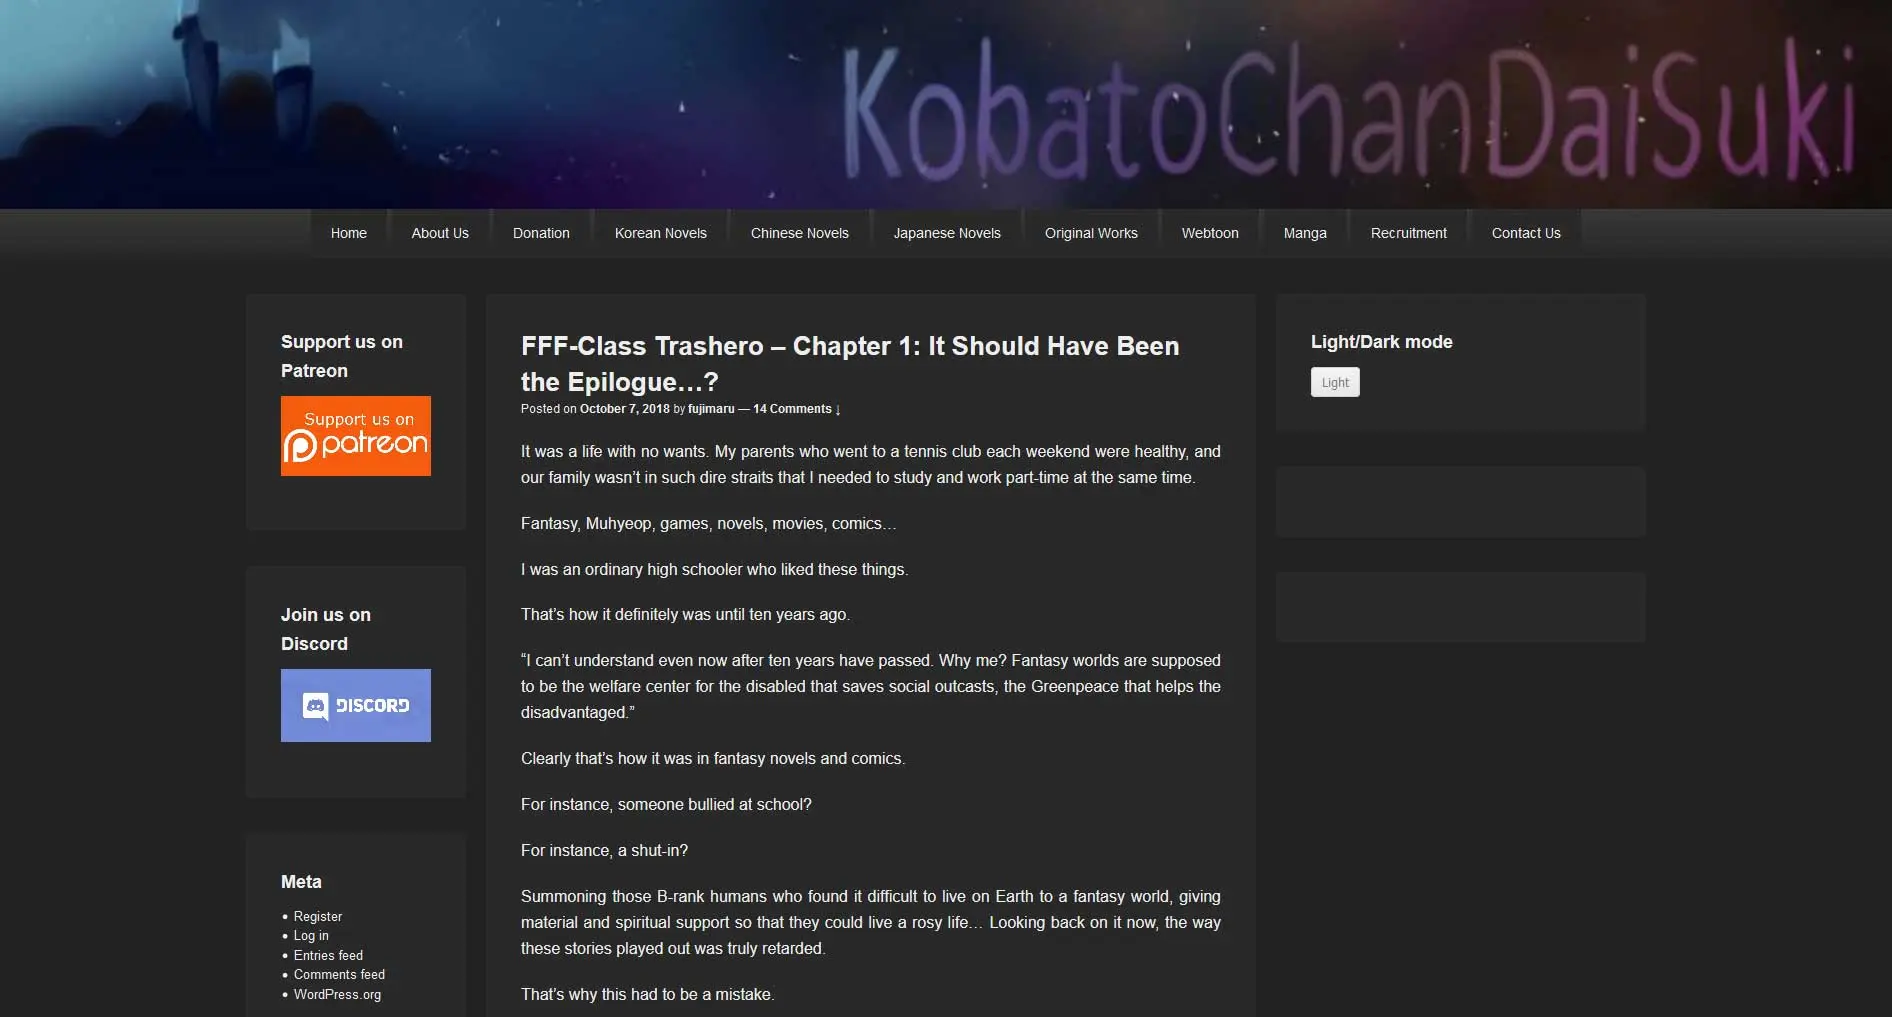 KobatoChanDaiSuki
Home
About Us
Donation
Korean Novels
Chinese Novels
Japanese Novels
Original Works
Webtoon
Manga
Recruitment
Contact Us
Support us on
Patreon
Support us on
patreon
Join us on
Discord
DISCORD
Meta
Register
Log in
Entries feed
Comments feed
WordPress.org
FFF-Class Trashero – Chapter 1: It Should Have Been
the Epilogue…?
Posted on October 7, 2018 by fujimaru — 14 Comments ↓
It was a life with no wants. My parents who went to a tennis club each weekend were healthy, and
our family wasn’t in such dire straits that I needed to study and work part-time at the same time.
Fantasy, Muhyeop, games, novels, movies, comics…
I was an ordinary high schooler who liked these things.
That’s how it definitely was until ten years ago.
“I can’t understand even now after ten years have passed. Why me? Fantasy worlds are supposed
to be the welfare center for the disabled that saves social outcasts, the Greenpeace that helps the
disadvantaged.”
Clearly that’s how it was in fantasy novels and comics.
For instance, someone bullied at school?
For instance, a shut-in?
Summoning those B-rank humans who found it difficult to live on Earth to a fantasy world, giving
material and spiritual support so that they could live a rosy life… Looking back on it now, the way
these stories played out was truly retarded.
That’s why this had to be a mistake.
Light/Dark mode
Light